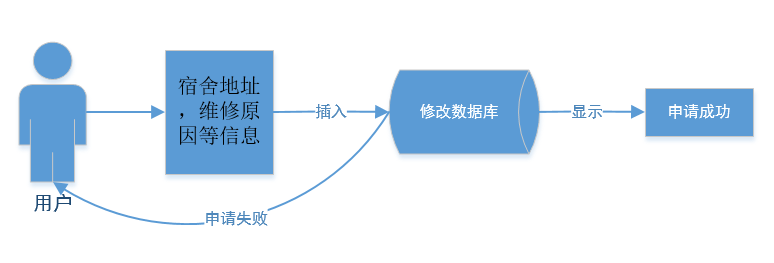 宿舍地址
，维修原
因等信息
插入
修改数据库
显示
申请成功
用户
申请失败